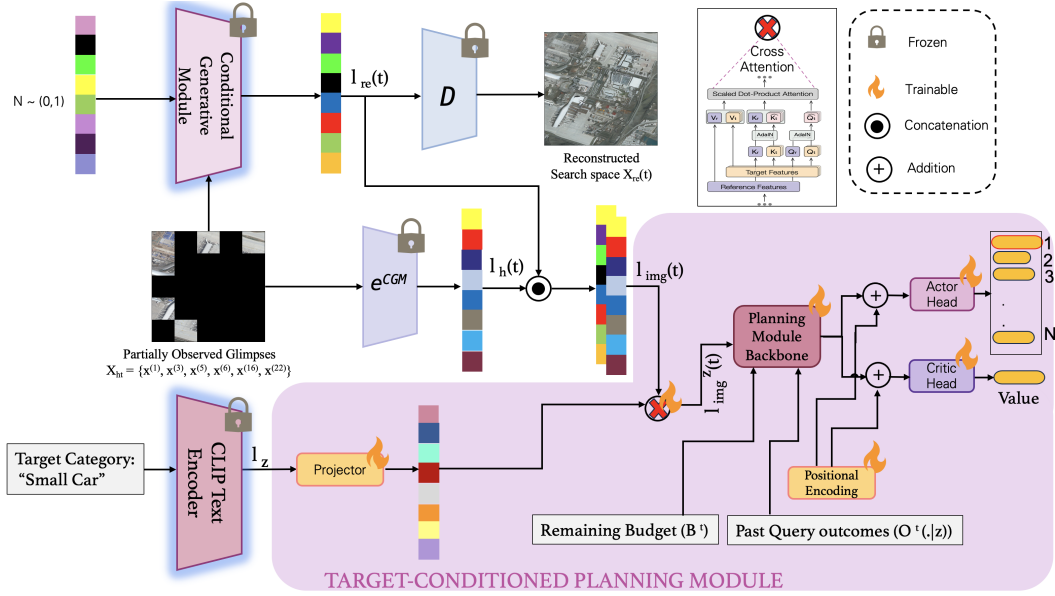 N ~ (0,1)
Conditional
Generative
Module
l re(t)
D
Reconstructed
Search space X re(t)
Cross
Attention
Scaled Dot-Product Attention
AdaIN
AdaIN
Target Features
Reference Features
Frozen
Trainable
Concatenation
Addition
Partially Observed Glimpses
X ht = {x(1), x(3), x(5), x(6), x(16), x(22)}
e CGM
l h(t)
l img(t)
l img z(t)
Planning
Module
Backbone
Actor
Head
Critic
Head
1
2
3
.
.
N
Value
Target Category:
“Small Car”
CLIP Text
Encoder
l z
Projector
Positional
Encoding
Remaining Budget (B t)
Past Query outcomes (O t (.|z))
TARGET-CONDITIONED PLANNING MODULE